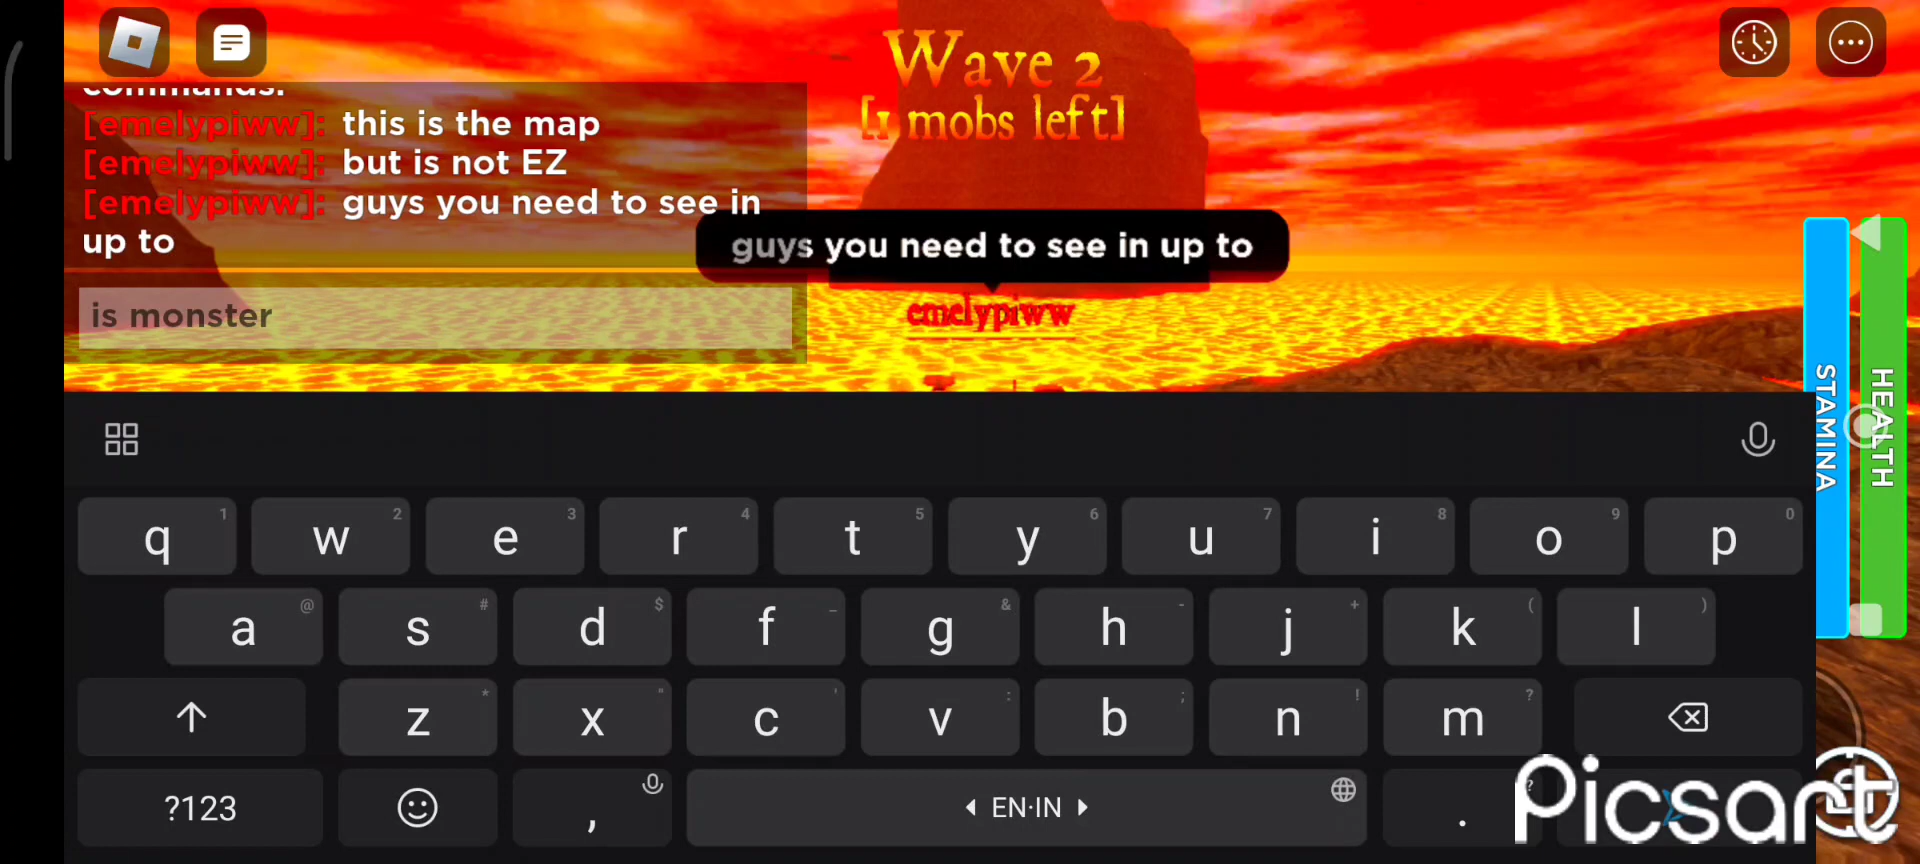 Wave 2
[1 mobs left]
commands.
[emelypiww]: this is the map
[emelypiww]: but is not EZ
[emelypiww]: guys you need to see in
up to
guys you need to see in up to
is monster
emelypiww
STAMINA
HEALTH
q 1 w 2 e 3 r 4 t 5 y 6 u 7 i 8 o 9 p 0
a @ s # d $ f _ g & h - j + k ( l )
z * x " c ' v : b ; n ! m ?
?123 , EN·IN . ?
Picsart